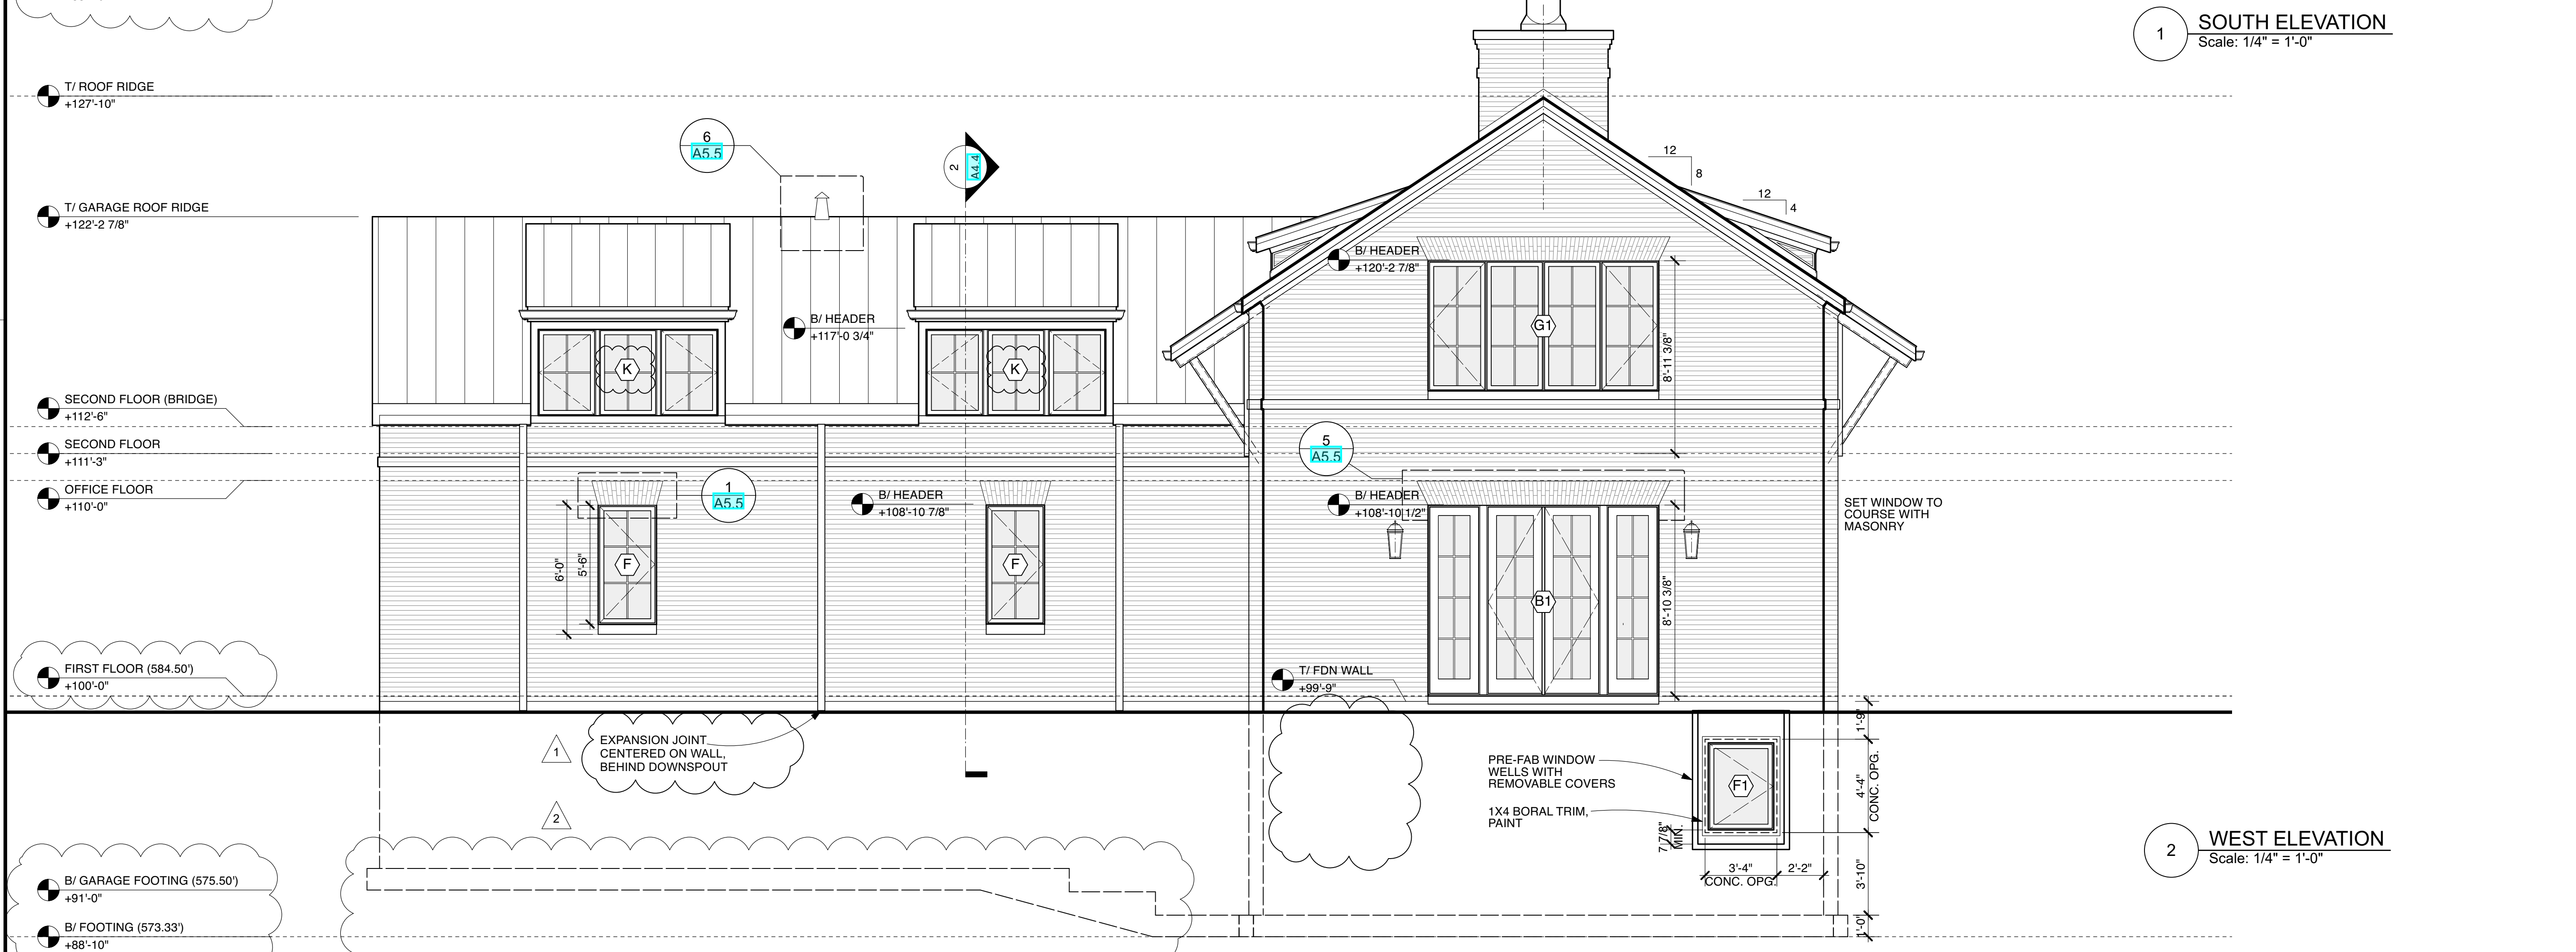 1
SOUTH ELEVATION
Scale: 1/4" = 1'-0"
T/ ROOF RIDGE
+127'-10"
6
A5.5
2
A4.4
12
8
12
4
T/ GARAGE ROOF RIDGE
+122'-2 7/8"
B/ HEADER
+120'-2 7/8"
B/ HEADER
+117'-0 3/4"
G1
8'-11 3/8"
K
K
SECOND FLOOR (BRIDGE)
+112'-6"
SECOND FLOOR
+111'-3"
OFFICE FLOOR
+110'-0"
5
A5.5
1
A5.5
B/ HEADER
+108'-10 7/8"
B/ HEADER
+108'-10 1/2"
SET WINDOW TO
COURSE WITH
MASONRY
6'-0"
5'-6"
F
F
B1
8'-10 3/8"
FIRST FLOOR (584.50')
+100'-0"
T/ FDN WALL
+99'-9"
1'-9"
1
EXPANSION JOINT
CENTERED ON WALL,
BEHIND DOWNSPOUT
PRE-FAB WINDOW
WELLS WITH
REMOVABLE COVERS
F1
4'-4"
CONC. OPG.
1X4 BORAL TRIM,
PAINT
2
7 7/8"
MIN.
2
WEST ELEVATION
Scale: 1/4" = 1'-0"
3'-4"
CONC. OPG.
2'-2"
3'-10"
B/ GARAGE FOOTING (575.50')
+91'-0"
1'-0"
B/ FOOTING (573.33')
+88'-10"